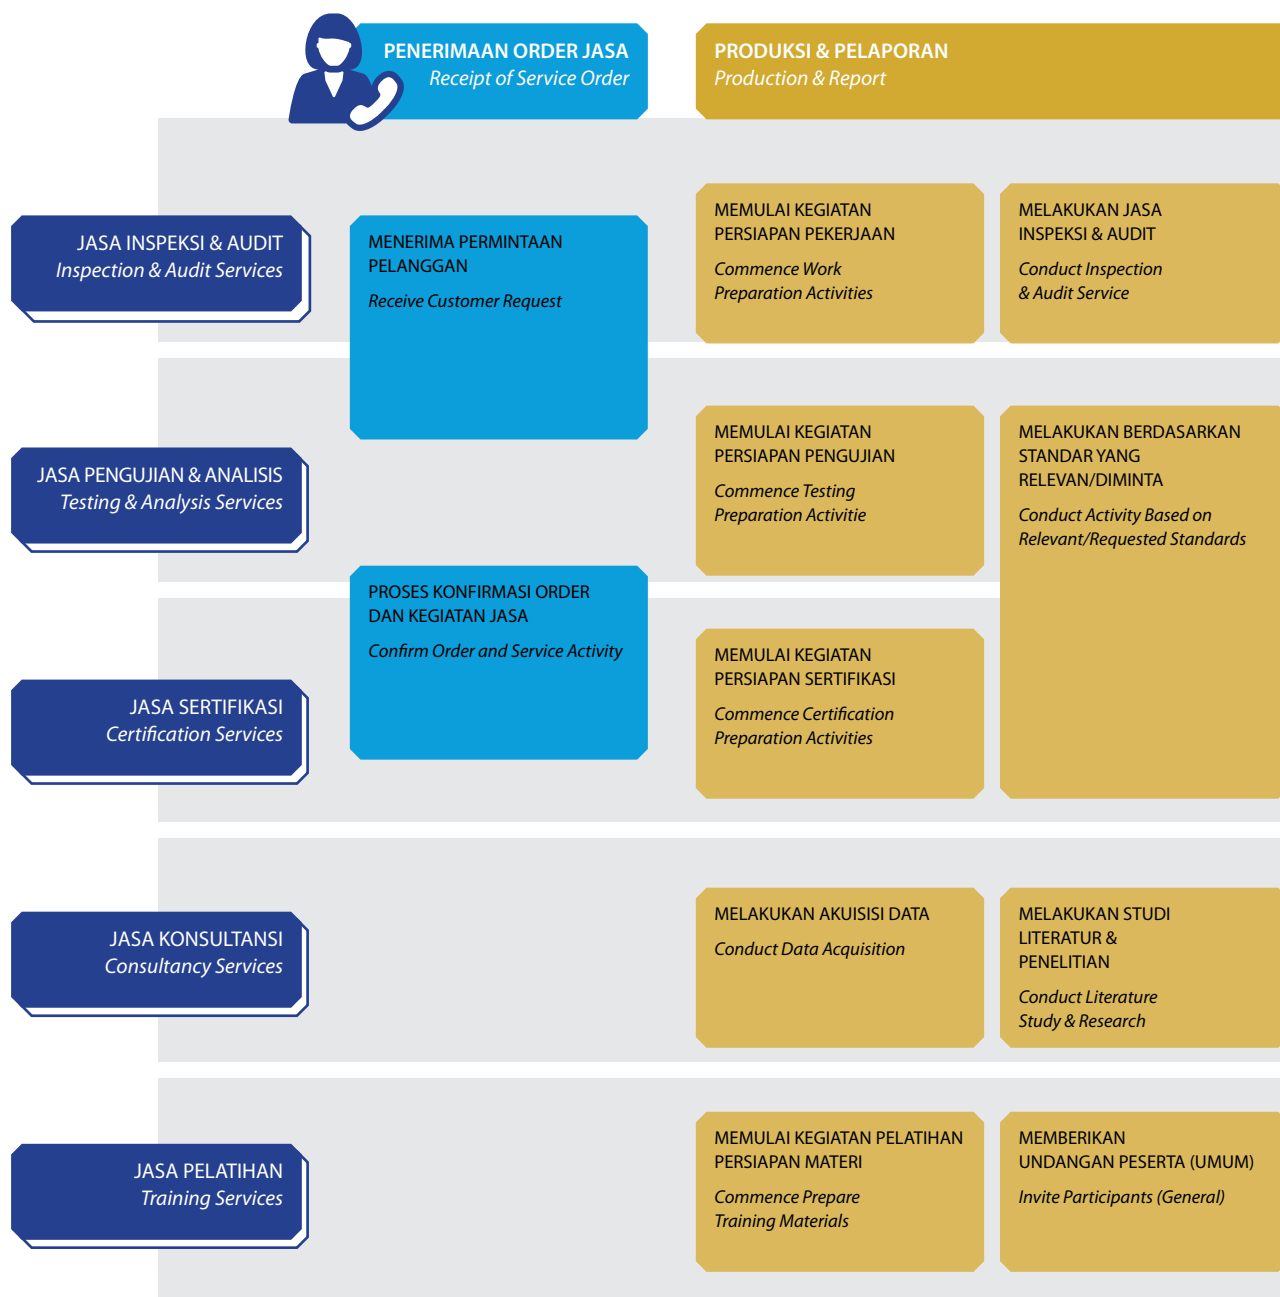 PENERIMAAN ORDER JASA
Receipt of Service Order
PRODUKSI & PELAPORAN
Production & Report
JASA INSPEKSI & AUDIT
Inspection & Audit Services
MENERIMA PERMINTAAN
PELANGGAN
Receive Customer Request
MEMULAI KEGIATAN
PERSIAPAN PEKERJAAN
Commence Work
Preparation Activities
MELAKUKAN JASA
INSPEKSI & AUDIT
Conduct Inspection
& Audit Service
JASA PENGUJIAN & ANALISIS
Testing & Analysis Services
MEMULAI KEGIATAN
PERSIAPAN PENGUJIAN
Commence Testing
Preparation Activitie
MELAKUKAN BERDASARKAN
STANDAR YANG
RELEVAN/DIMINTA
Conduct Activity Based on
Relevant/Requested Standards
PROSES KONFIRMASI ORDER
DAN KEGIATAN JASA
Confirm Order and Service Activity
JASA SERTIFIKASI
Certification Services
MEMULAI KEGIATAN
PERSIAPAN SERTIFIKASI
Commence Certification
Preparation Activities
JASA KONSULTANSI
Consultancy Services
MELAKUKAN AKUISISI DATA
Conduct Data Acquisition
MELAKUKAN STUDI
LITERATUR &
PENELITIAN
Conduct Literature
Study & Research
JASA PELATIHAN
Training Services
MEMULAI KEGIATAN PELATIHAN
PERSIAPAN MATERI
Commence Prepare
Training Materials
MEMBERIKAN
UNDANGAN PESERTA (UMUM)
Invite Participants (General)